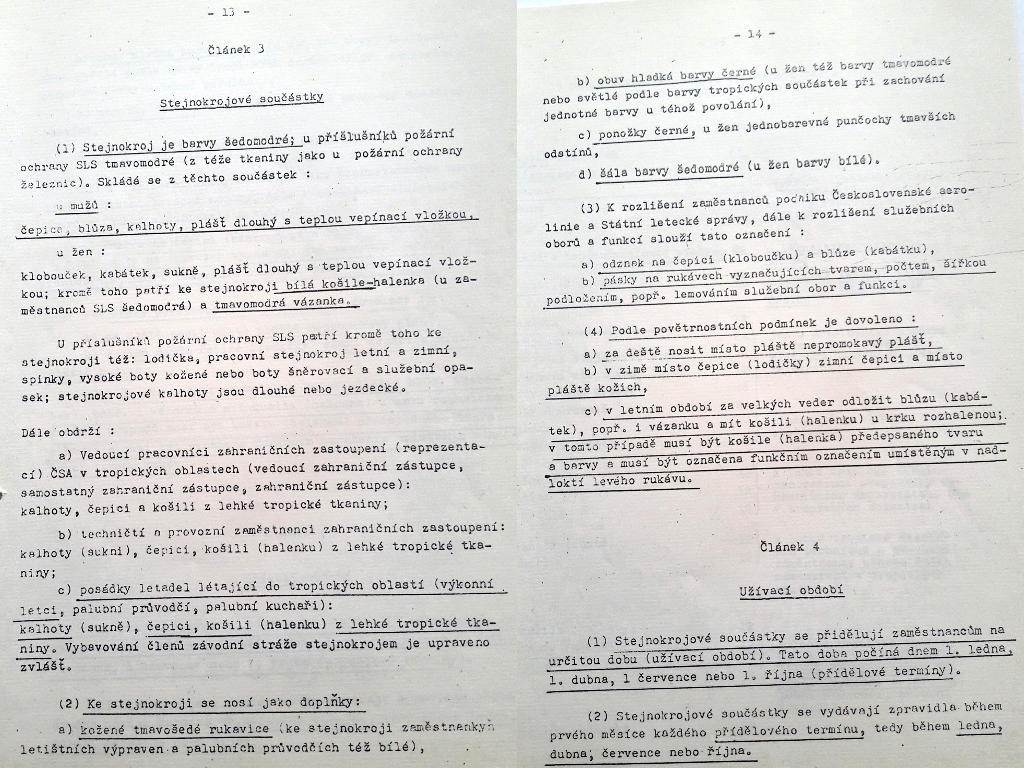 - 13 -
Článek 3
Stejnokrojové součástky
(1) Stejnokroj je barvy šedomodré; u příslušníků požární
ochrany SLS tmavomodré (z téže tkaniny jako u požární ochrany
železnic). Skládá se z těchto součástek :
u mužů :
čepice, blůza, kalhoty, plášť dlouhý s teplou vepínací vložkou,
u žen :
klobouček, kabátek, sukně, plášť dlouhý s teplou vepínací vlož-
kou; kromě toho patří ke stejnokroji bílá košile-halenka (u za-
městnanců SLS šedomodrá) a tmavomodrá vázanka.
U příslušníků požární ochrany SLS patří kromě toho ke
stejnokroji též: lodička, pracovní stejnokroj letní a zimní,
spinky, vysoké boty kožené nebo boty šněrovací a služební opa-
sek; stejnokrojové kalhoty jsou dlouhé nebo jezdecké.
Dále obdrží :
a) Vedoucí pracovníci zahraničních zastoupení (reprezenta-
cí) ČSA v tropických oblastech (vedoucí zahraniční zástupce,
samostatný zahraniční zástupce, zahraniční zástupce):
kalhoty, čepici a košili z lehké tropické tkaniny;
b) techničtí a provozní zaměstnanci zahraničních zastoupení:
kalhoty (sukni), čepici, košili (halenku) z lehké tropické tka-
niny;
c) posádky letadel létající do tropických oblastí (výkonní
letci, palubní průvodčí, palubní kuchaři):
kalhoty (sukně), čepici, košili (halenku) z lehké tropické tka-
niny. Vybavování členů závodní stráže stejnokrojem je upraveno
zvlášť.
(2) Ke stejnokroji se nosí jako doplňky:
a) kožené tmavošedé rukavice (ke stejnokroji zaměstnankyň
letištních výpraven a palubních průvodčích též bílé),
- 14 -
b) obuv hladká barvy černé (u žen též barvy tmavomodré
nebo světlé podle barvy tropických součástek při zachování
jednotné barvy u téhož povolání),
c) ponožky černé, u žen jednobarevné punčochy tmavších
odstínů,
d) šála barvy šedomodré (u žen barvy bílé).
(3) K rozlišení zaměstnanců podniku Československé aero-
linie a Státní letecké správy, dále k rozlišení služebních
oborů a funkcí slouží tato označení :
a) odznak na čepici (kloboučku) a blůze (kabátku),
b) pásky na rukávech vyznačujících tvarem, počtem, šířkou
podložením, popř. lemováním služební obor a funkci.
(4) Podle povětrnostních podmínek je dovoleno :
a) za deště nosit místo pláště nepromokavý plášť,
b) v zimě místo čepice (lodičky) zimní čepici a místo
pláště kožich,
c) v letním období za velkých veder odložit blůzu (kabá-
tek), popř. i vázanku a mít košili (halenku) u krku rozhalenou;
v tomto případě musí být košile (halenka) předepsaného tvaru
a barvy a musí být označena funkčním označením umístěným v nad-
loktí levého rukávu.
Článek 4
Užívací období
(1) Stejnokrojové součástky se přidělují zaměstnancům na
určitou dobu (užívací období). Tato doba počíná dnem 1. ledna,
1. dubna, 1 července nebo 1. října (přídělové termíny).
(2) Stejnokrojové součástky se vydávají zpravidla během
prvého měsíce každého přídělového termínu, tedy během ledna,
dubna, července nebo října.